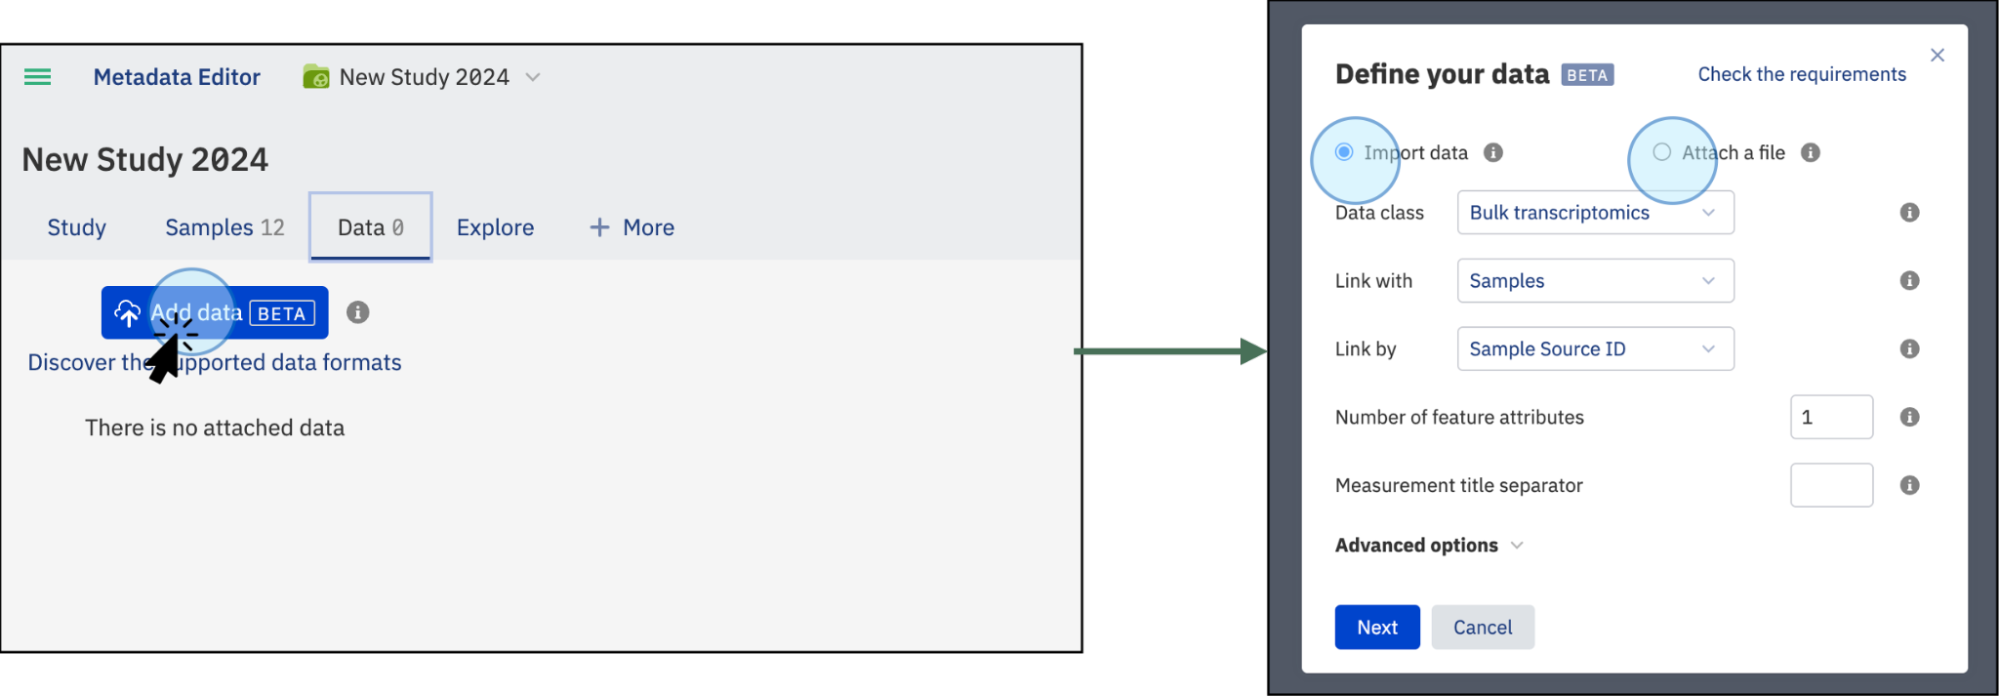 Metadata Editor New Study 2024
New Study 2024
Study Samples 12 Data 0 Explore + More
Add data BETA
Discover the supported data formats
There is no attached data
Define your data BETA Check the requirements
Import data Attach a file
Data class Bulk transcriptomics
Link with Samples
Link by Sample Source ID
Number of feature attributes 1
Measurement title separator
Advanced options
Next Cancel